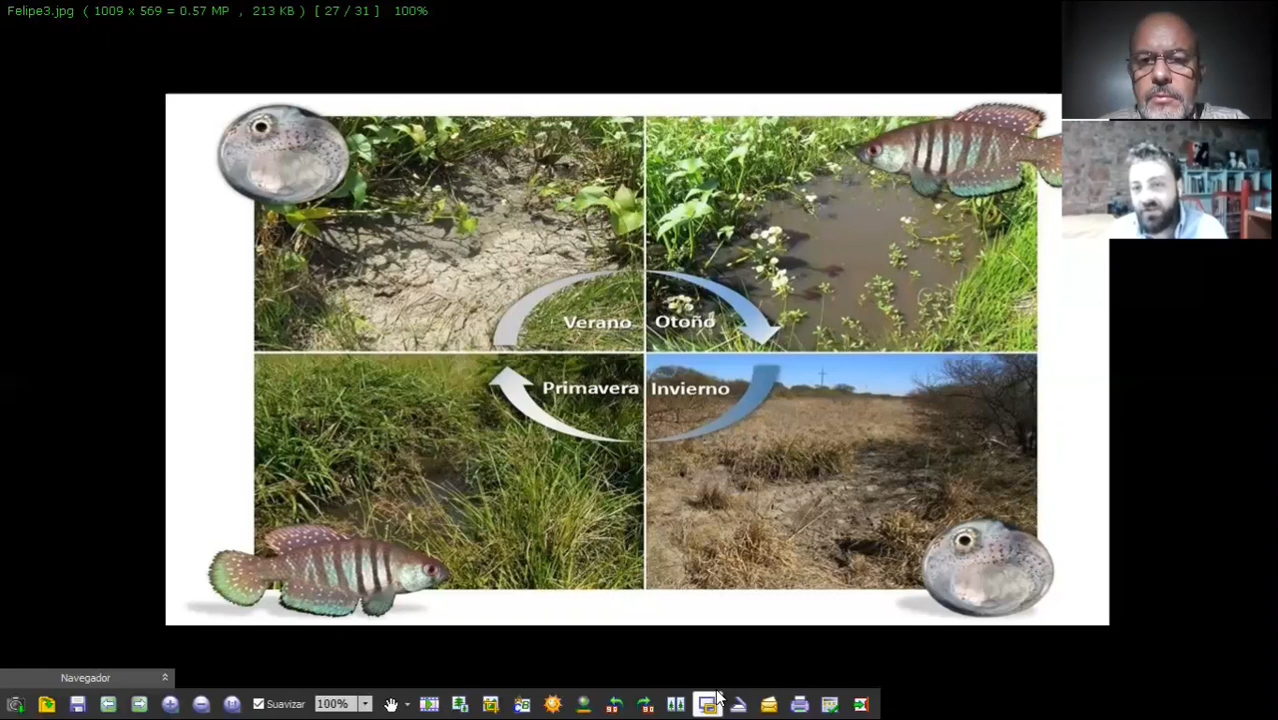 Felipe3.jpg ( 1009 x 569 = 0.57 MP , 213 KB ) [ 27 / 31 ] 100%
Verano
Otoño
Primavera
Invierno
Navegador
Suavizar
100%